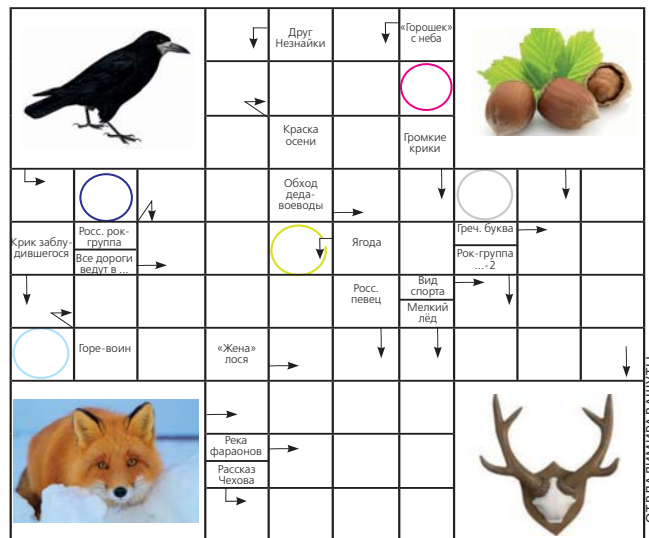 Друг
Незнайки
«Горошек»
с неба
Краска
осени
Громкие
крики
Обход
деда-
воеводы
Крик заблу-
дившегося
Росс. рок-
группа
Все дороги
ведут в ...
Ягода
Греч. буква
Рок-группа
...-2
Росс.
певец
Вид
спорта
Мелкий
лёд
Горе-воин
«Жена»
лося
Река
фараонов
Рассказ
Чехова